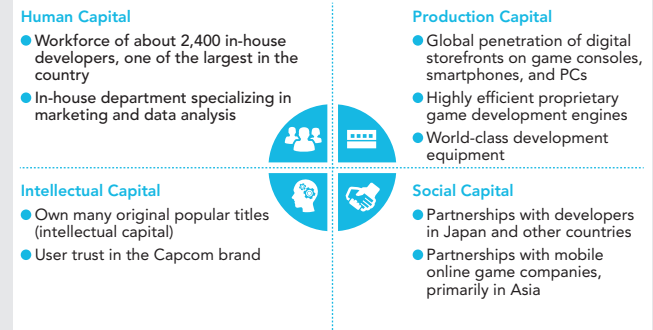 Human Capital
● Workforce of about 2,400 in-house
developers, one of the largest in the
country
● In-house department specializing in
marketing and data analysis
Production Capital
● Global penetration of digital
storefronts on game consoles,
smartphones, and PCs
● Highly efficient proprietary
game development engines
● World-class development
equipment
Intellectual Capital
● Own many original popular titles
(intellectual capital)
● User trust in the Capcom brand
Social Capital
● Partnerships with developers
in Japan and other countries
● Partnerships with mobile
online game companies,
primarily in Asia